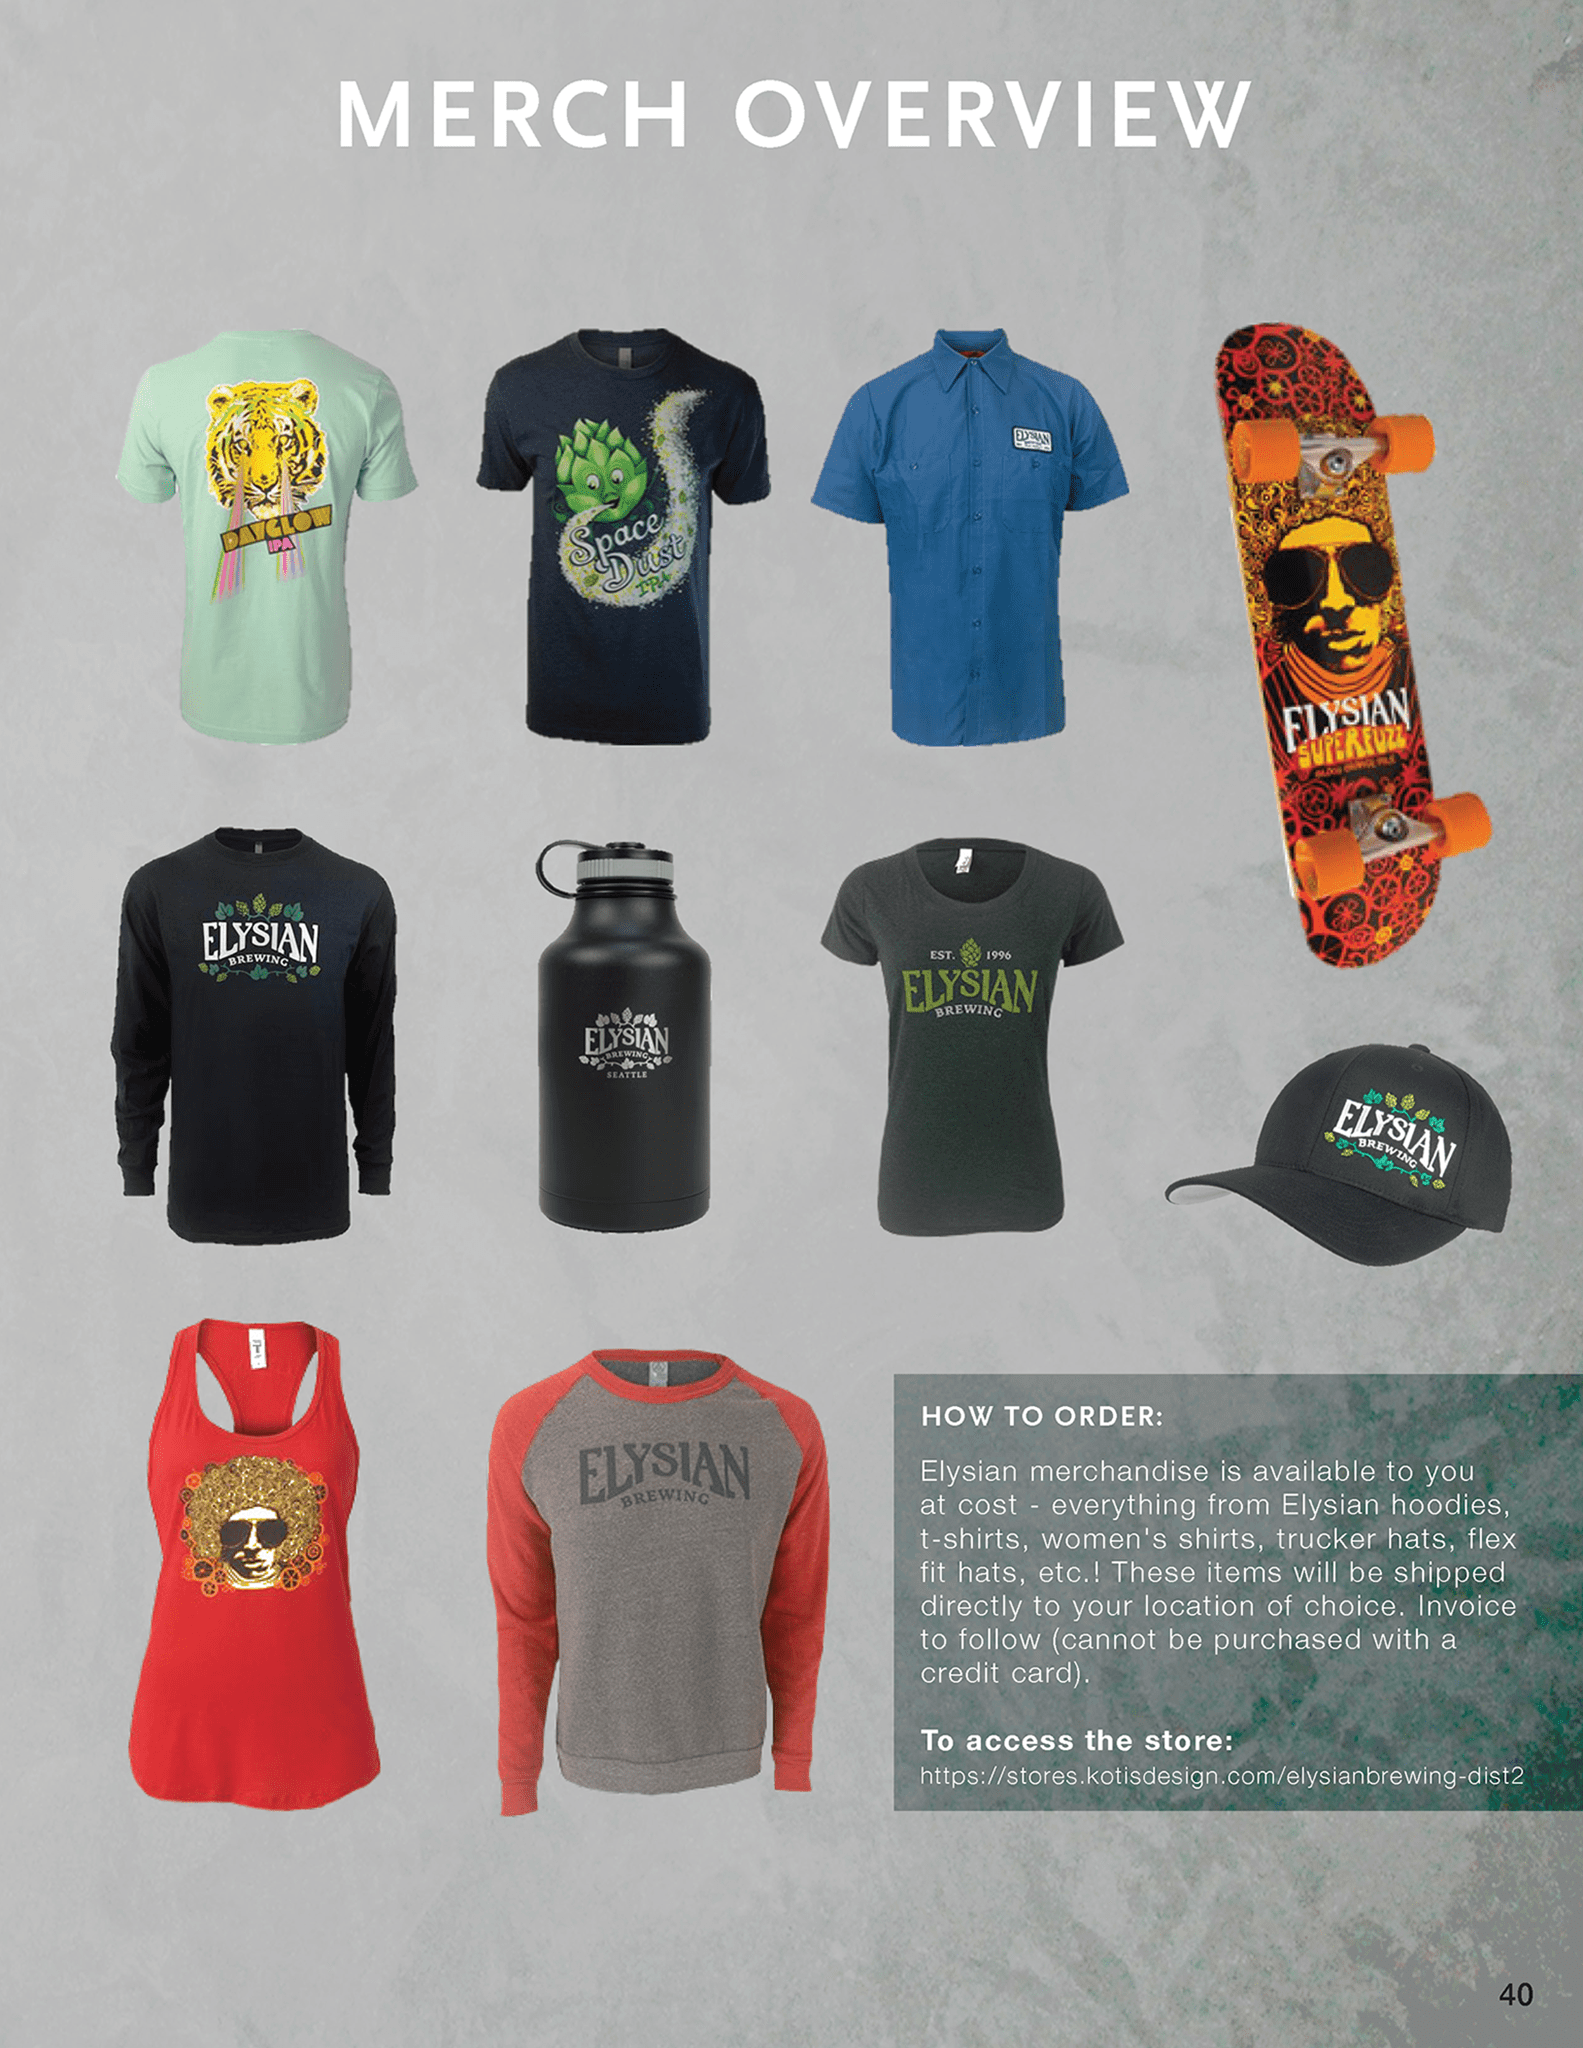 MERCH OVERVIEW
DAYGLOW
IPA
Space
Dust
IPA
ELYSIAN
ELYSIAN
SUPERFUZZ
BLOOD ORANGE PALE
ELYSIAN
BREWING
ELYSIAN
BREWING
SEATTLE
EST. 1996
ELYSIAN
BREWING
ELYSIAN
BREWING
ELYSIAN
BREWING
HOW TO ORDER:
Elysian merchandise is available to you
at cost - everything from Elysian hoodies,
t-shirts, women's shirts, trucker hats, flex
fit hats, etc.! These items will be shipped
directly to your location of choice. Invoice
to follow (cannot be purchased with a
credit card).
To access the store:
https://stores.kotisdesign.com/elysianbrewing-dist2
40